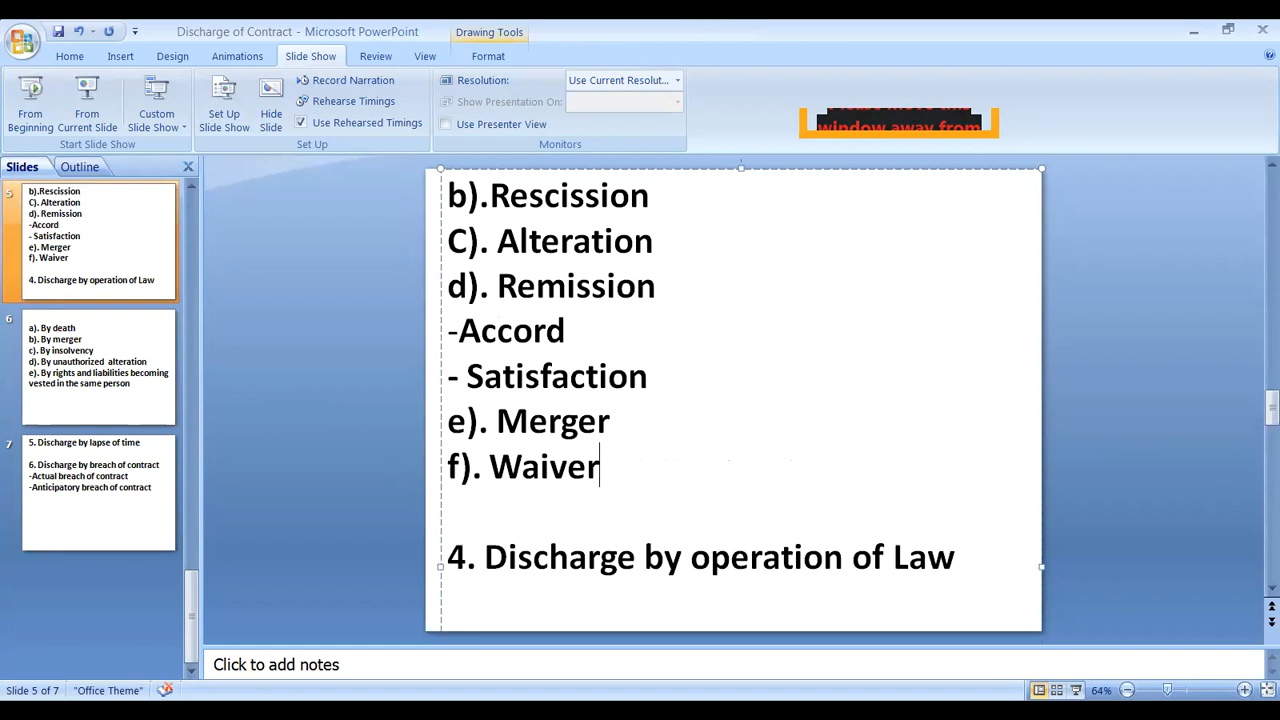 Discharge of Contract - Microsoft PowerPoint
Drawing Tools
Home Insert Design Animations Slide Show Review View Format
From Beginning
From Current Slide
Custom Slide Show
Start Slide Show
Set Up Slide Show
Hide Slide
Record Narration
Rehearse Timings
Use Rehearsed Timings
Set Up
Resolution: Use Current Resolut...
Show Presentation On:
Use Presenter View
Monitors
window away from
Slides Outline
5
b).Rescission
C). Alteration
d). Remission
-Accord
- Satisfaction
e). Merger
f). Waiver
4. Discharge by operation of Law
6
a). By death
b). By merger
c). By insolvency
d). By unauthorized alteration
e). By rights and liabilities becoming
vested in the same person
7
5. Discharge by lapse of time
6. Discharge by breach of contract
-Actual breach of contract
-Anticipatory breach of contract
b).Rescission
C). Alteration
d). Remission
-Accord
- Satisfaction
e). Merger
f). Waiver
4. Discharge by operation of Law
Click to add notes
Slide 5 of 7 "Office Theme" 64%